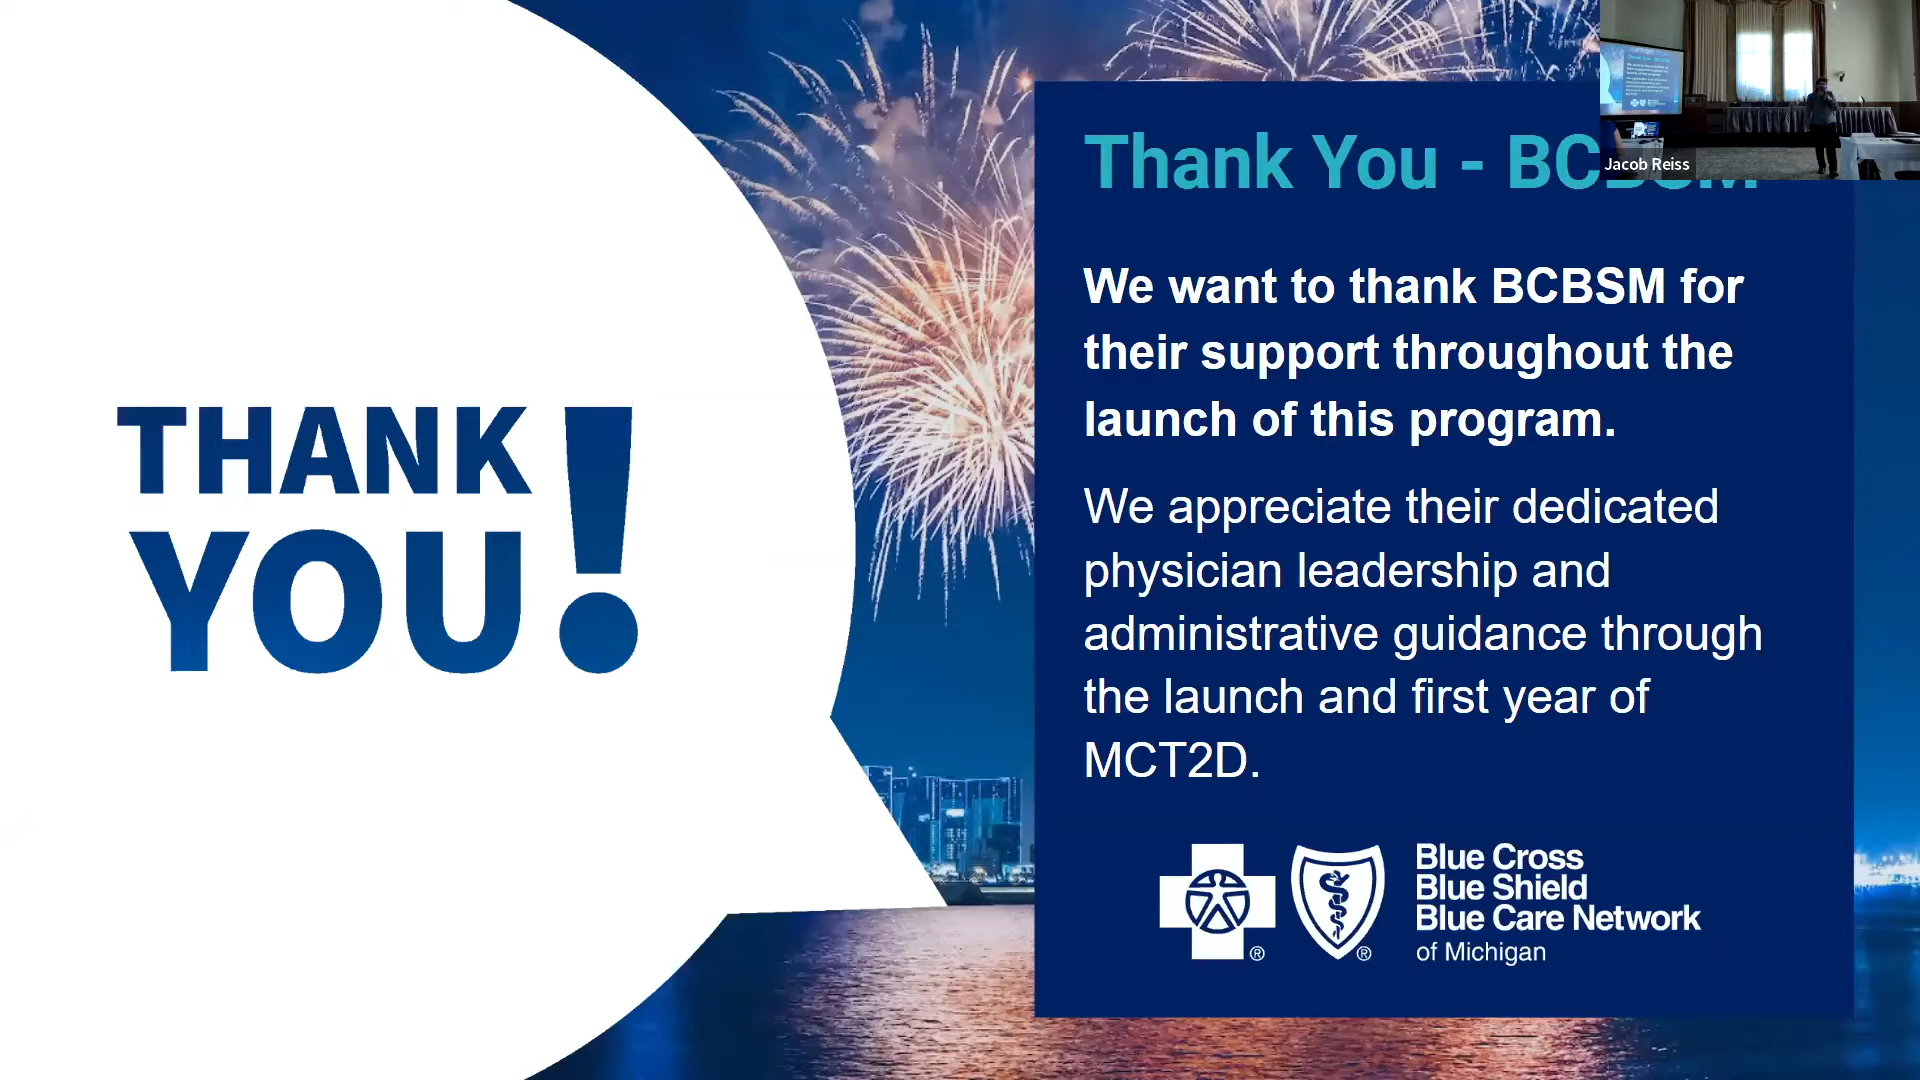 THANK
YOU!
Thank You - BCBSM
Jacob Reiss
We want to thank BCBSM for
their support throughout the
launch of this program.
We appreciate their dedicated
physician leadership and
administrative guidance through
the launch and first year of
MCT2D.
Blue Cross
Blue Shield
Blue Care Network
of Michigan
®
®